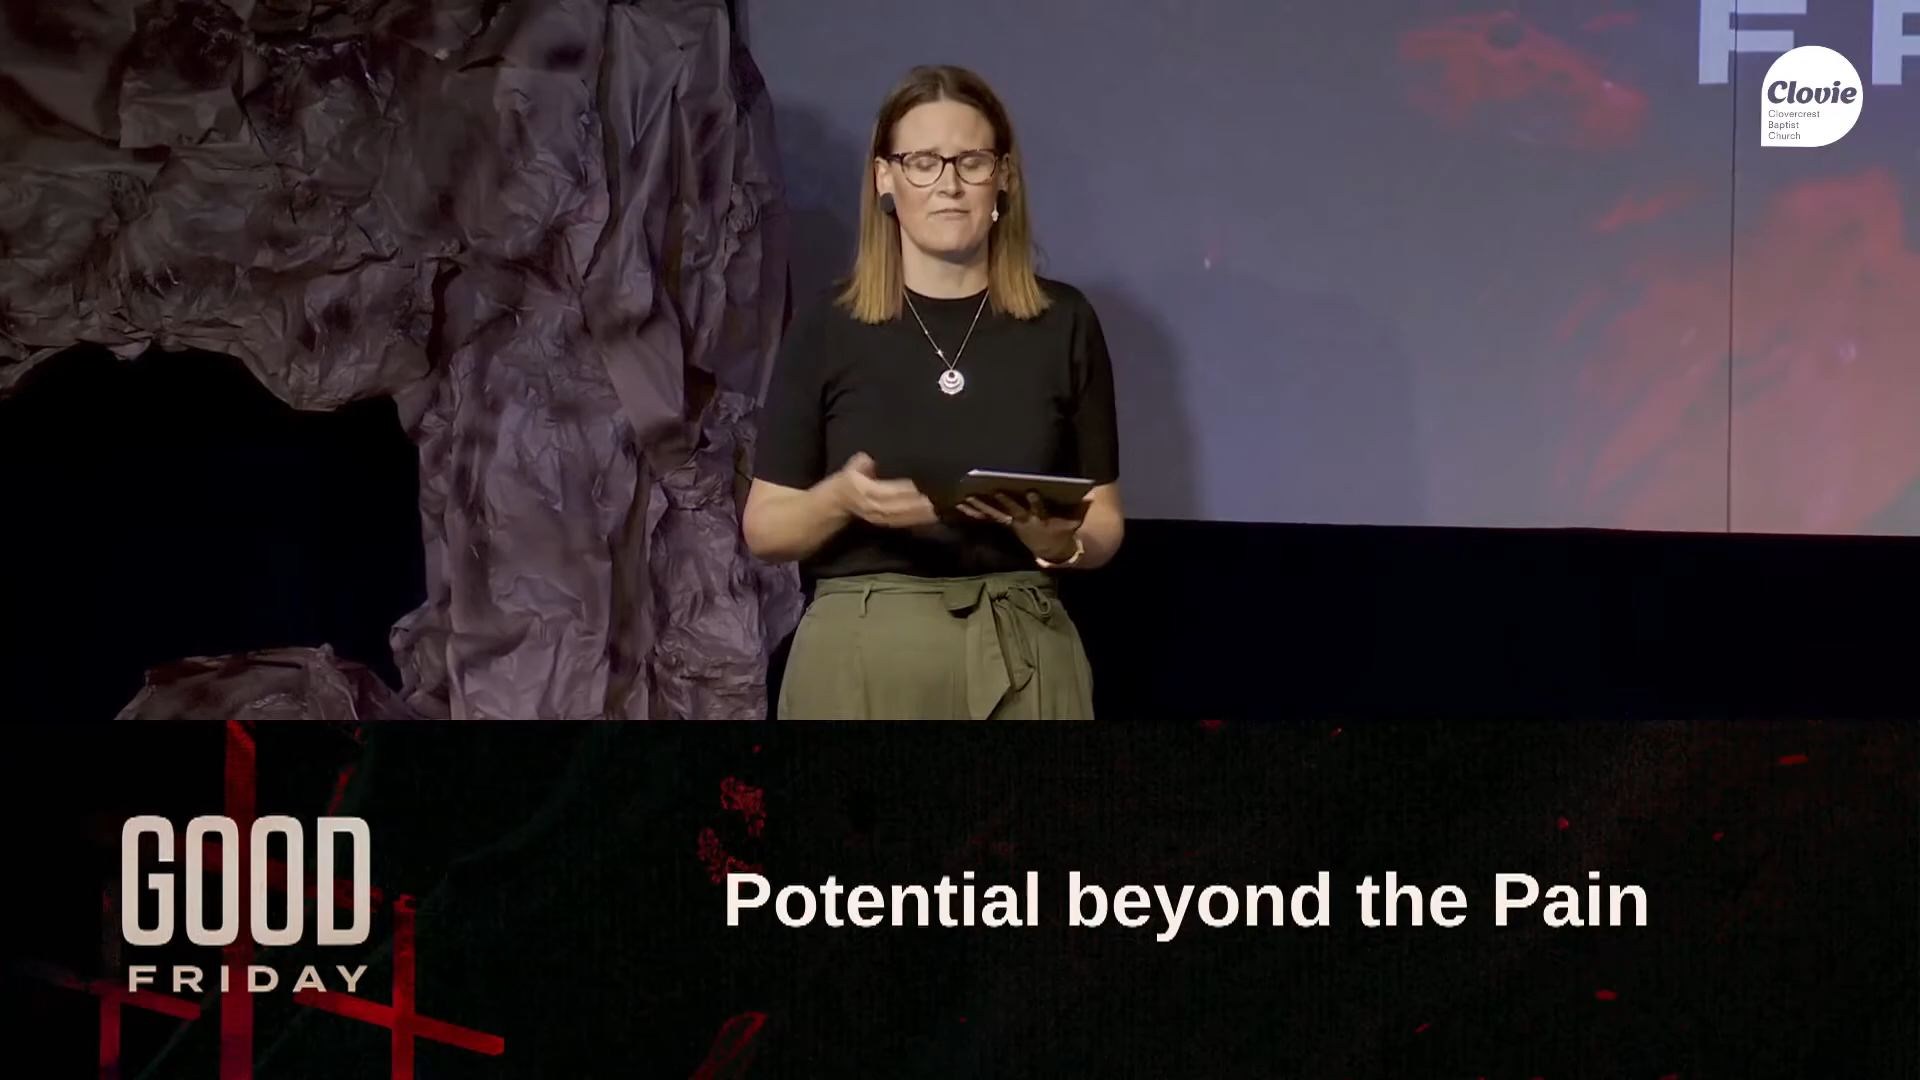 Clovie
Clovercrest
Baptist
Church
GOOD
FRIDAY
Potential beyond the Pain